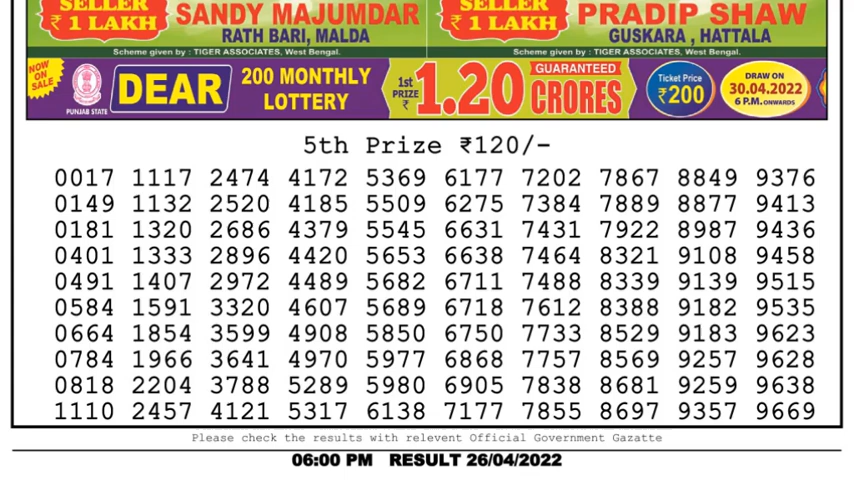 SELLER
₹ 1 LAKH
SANDY MAJUMDAR
RATH BARI, MALDA
Scheme given by : TIGER ASSOCIATES, West Bengal.
SELLER
₹ 1 LAKH
PRADIP SHAW
GUSKARA , HATTALA
Scheme given by : TIGER ASSOCIATES, West Bengal.
NOW
ON
SALE
PUNJAB STATE
DEAR
200 MONTHLY
LOTTERY
1st
PRIZE
₹
1.20
GUARANTEED
CRORES
Ticket Price
₹200
DRAW ON
30.04.2022
6 P.M. ONWARDS
5th Prize ₹120/-
0017 1117 2474 4172 5369 6177 7202 7867 8849 9376
0149 1132 2520 4185 5509 6275 7384 7889 8877 9413
0181 1320 2686 4379 5545 6631 7431 7922 8987 9436
0401 1333 2896 4420 5653 6638 7464 8321 9108 9458
0491 1407 2972 4489 5682 6711 7488 8339 9139 9515
0584 1591 3320 4607 5689 6718 7612 8388 9182 9535
0664 1854 3599 4908 5850 6750 7733 8529 9183 9623
0784 1966 3641 4970 5977 6868 7757 8569 9257 9628
0818 2204 3788 5289 5980 6905 7838 8681 9259 9638
1110 2457 4121 5317 6138 7177 7855 8697 9357 9669
Please check the results with relevent Official Government Gazatte
06:00 PM RESULT 26/04/2022